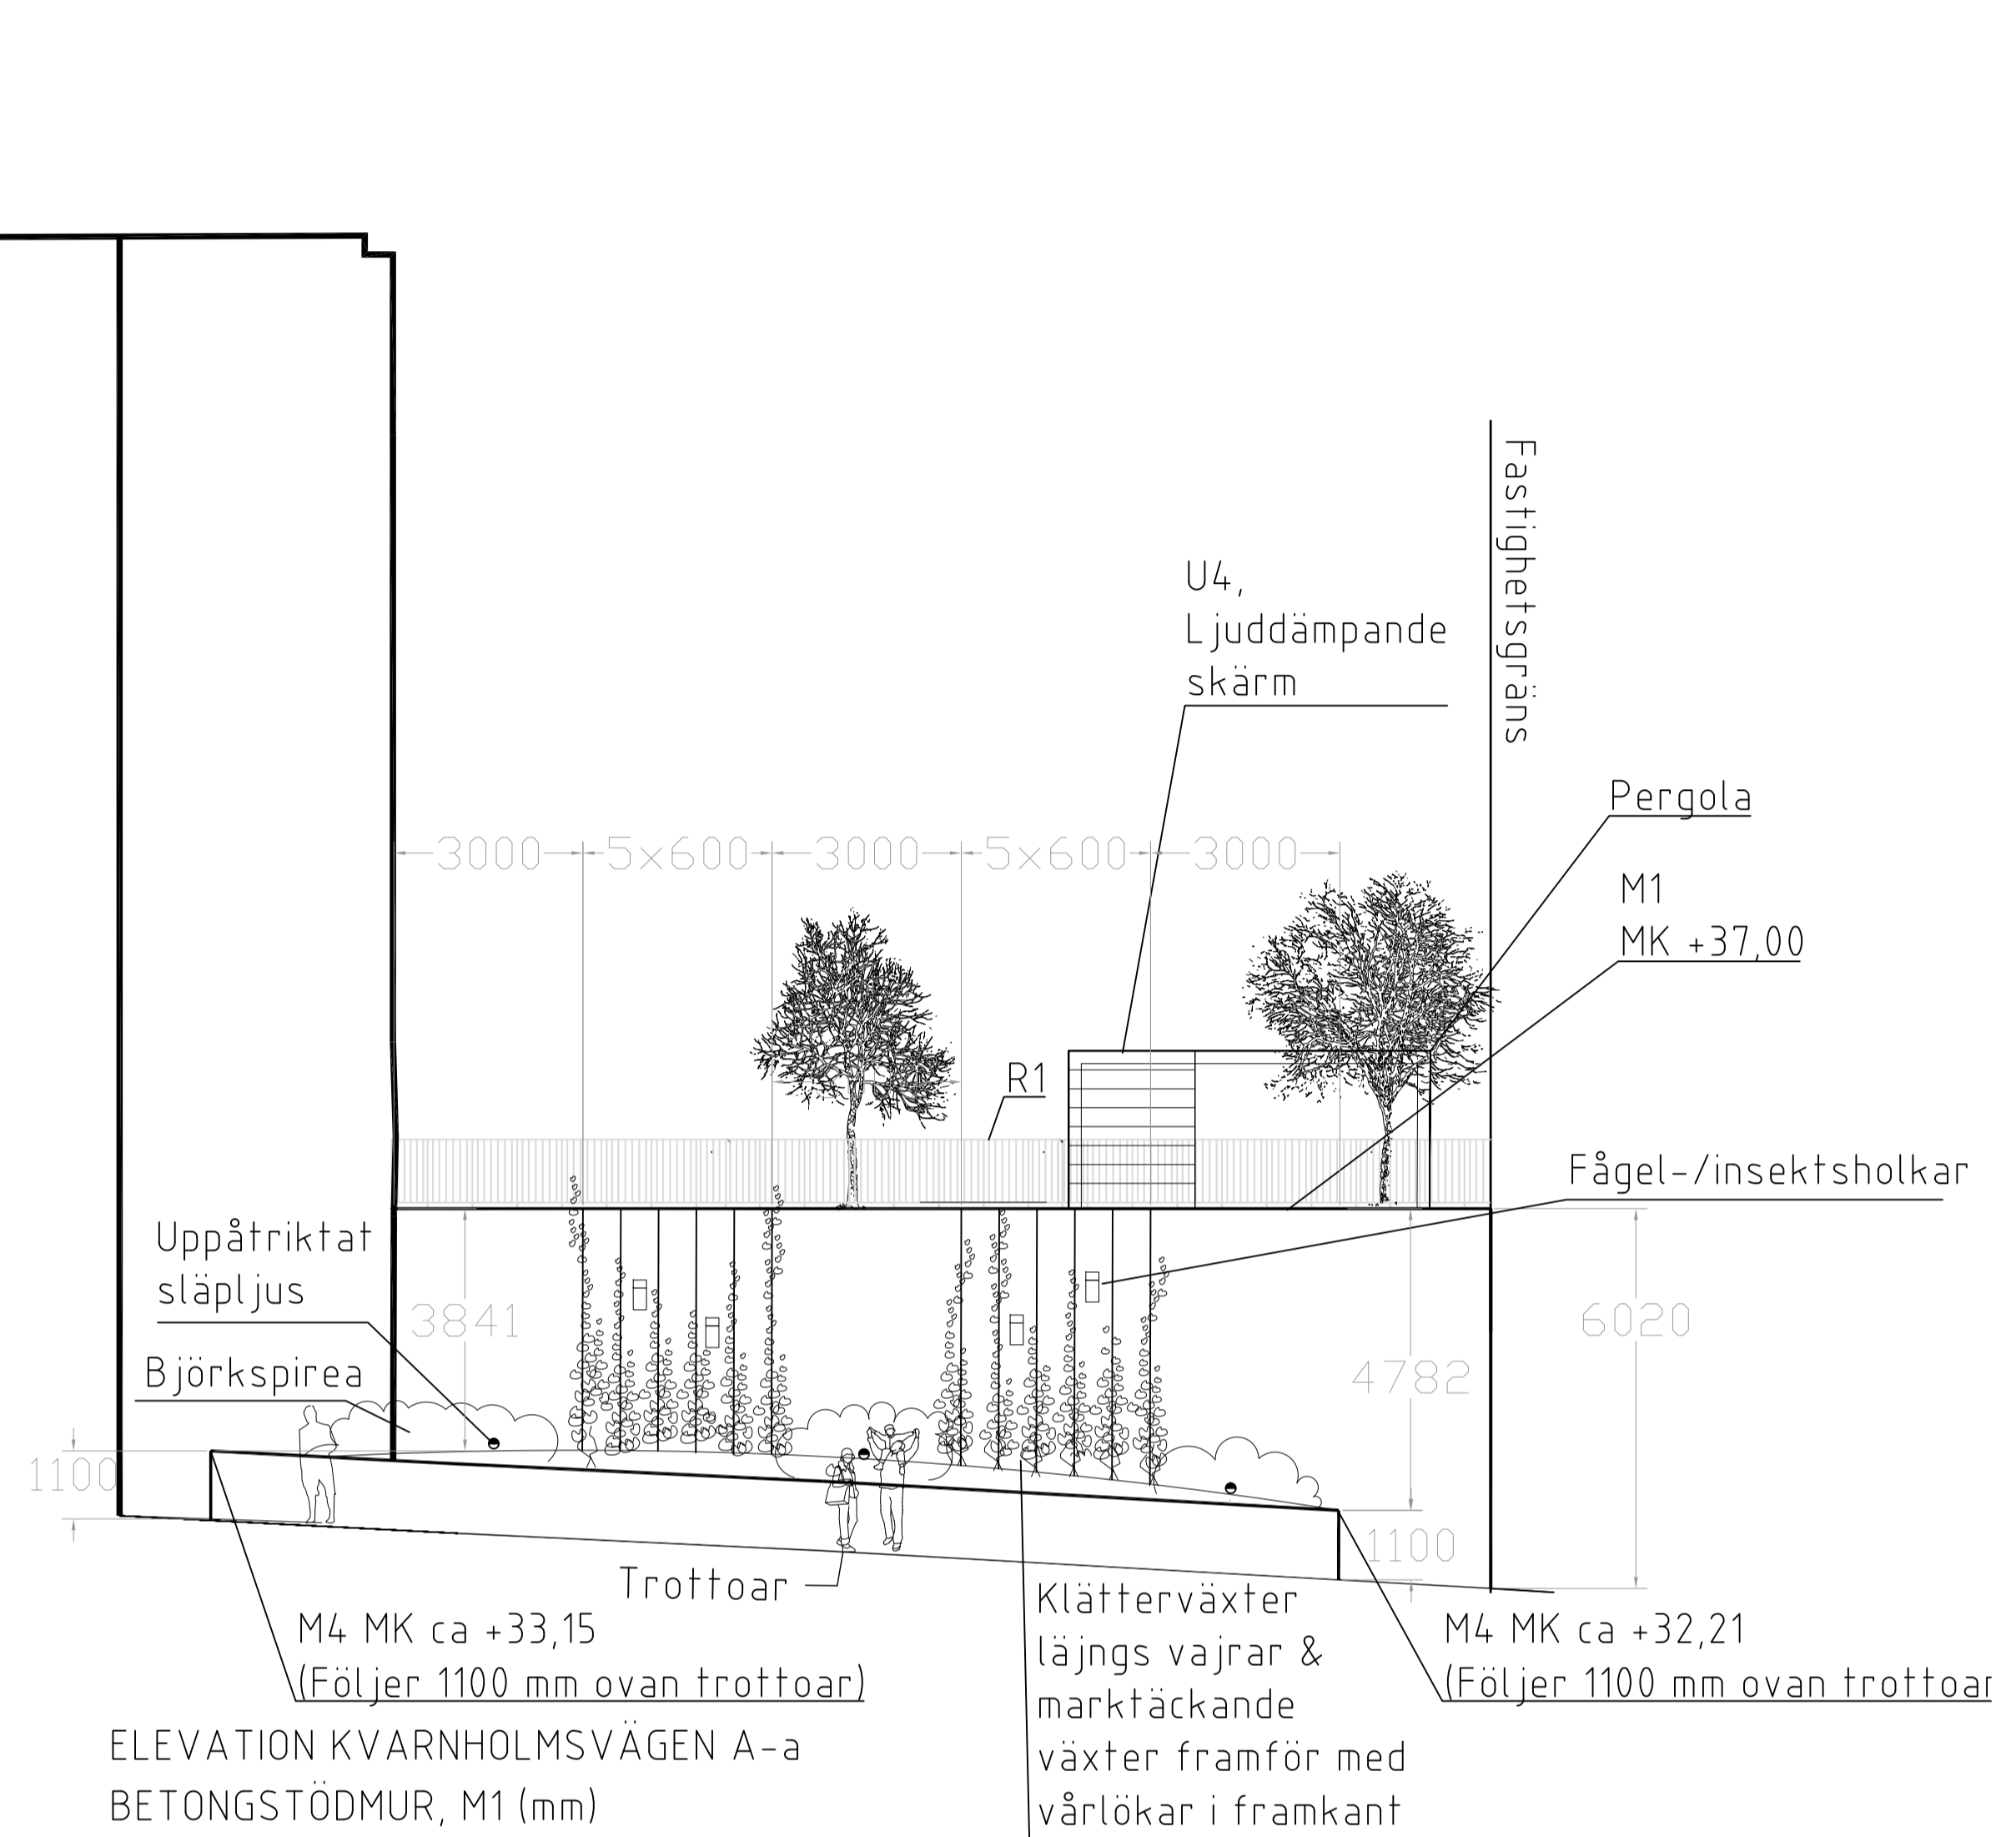 Fastighetsgräns
U4,
Ljuddämpande
skärm
Pergola
M1
MK +37,00
3000
5x600
3000
5x600
3000
R1
Fågel-/insektsholkar
Uppåtriktat
släpljus
3841
6020
Björkspirea
4782
1100
1100
Trottoar
M4 MK ca +33,15
(Följer 1100 mm ovan trottoar)
Klätterväxter
läjngs vajrar &
marktäckande
växter framför med
vårlökar i framkant
M4 MK ca +32,21
(Följer 1100 mm ovan trottoar
ELEVATION KVARNHOLMSVÄGEN A-a
BETONGSTÖDMUR, M1 (mm)